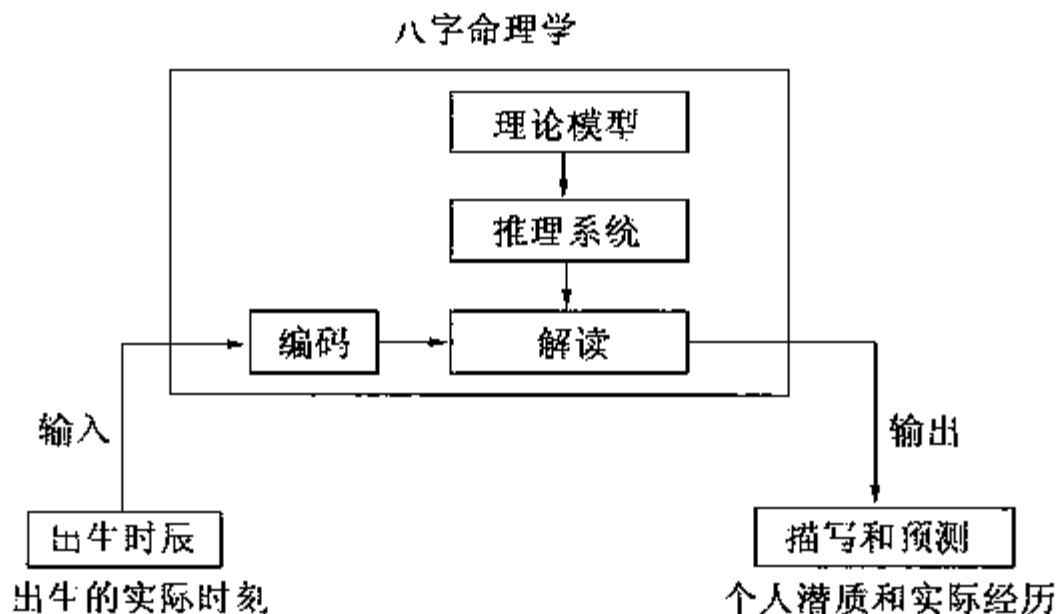 八字命理学
理论模型
推理系统
编码
解读
输入
输出
出生时辰
描写和预测
出生的实际时刻
个人潜质和实际经历